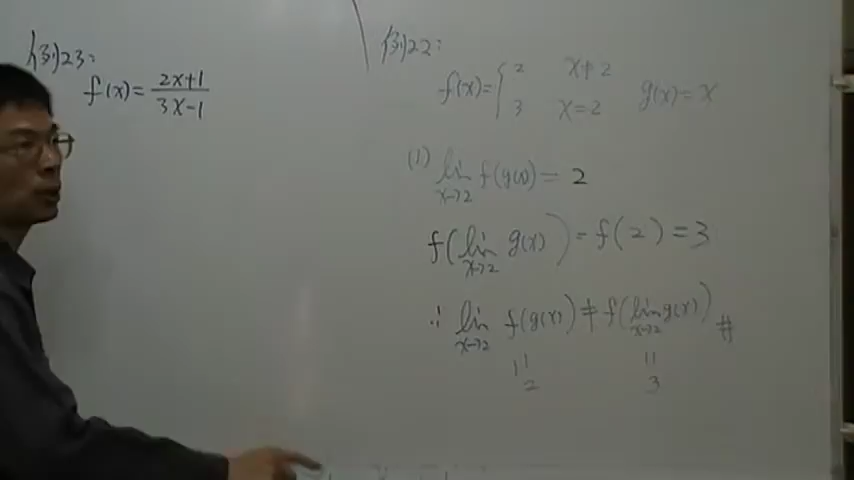 例23:
f(x)= \frac{2x+1}{3x-1}
例22:
f(x)= { 2  x≠2
3  x=2  g(x)=x
(1) lim_{x→2} f(g(x)) = 2
f( lim_{x→2} g(x) ) = f( 2 ) = 3
∴ lim_{x→2} f(g(x)) ≠ f( lim_{x→2} g(x) ) #
|| ||
2 3